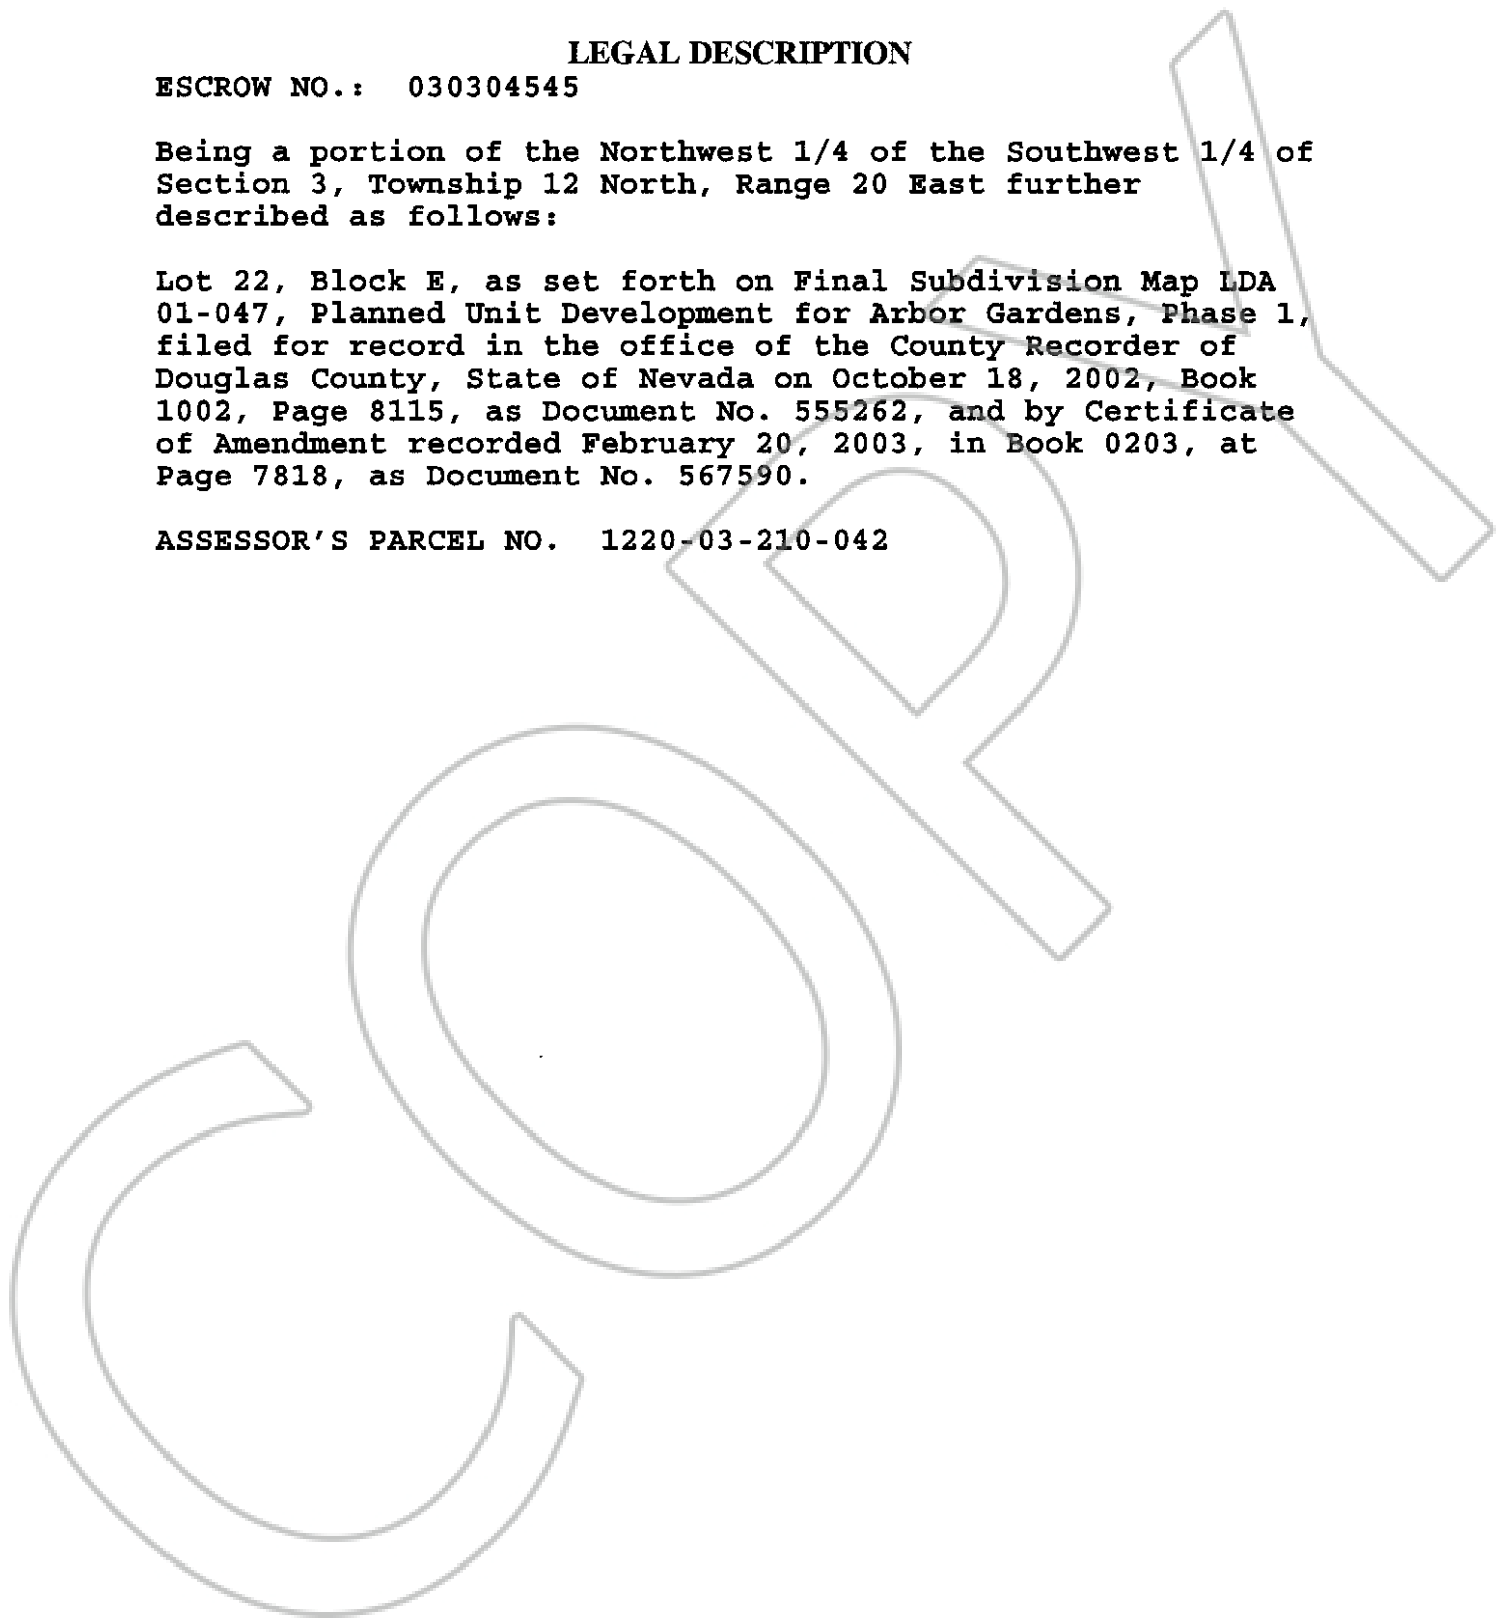 LEGAL DESCRIPTION
ESCROW NO.: 030304545
Being a portion of the Northwest 1/4 of the Southwest 1/4 of
Section 3, Township 12 North, Range 20 East further
described as follows:
Lot 22, Block E, as set forth on Final Subdivision Map LDA
01-047, Planned Unit Development for Arbor Gardens, Phase 1,
filed for record in the office of the County Recorder of
Douglas County, State of Nevada on October 18, 2002, Book
1002, Page 8115, as Document No. 555262, and by Certificate
of Amendment recorded February 20, 2003, in Book 0203, at
Page 7818, as Document No. 567590.
ASSESSOR'S PARCEL NO. 1220-03-210-042
COPY